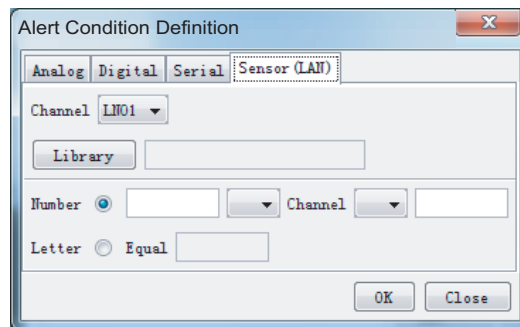 Alert Condition Definition
Analog Digital Serial Sensor(LAN)
Channel LN01
Library
Number Channel
Letter Equal
OK Close